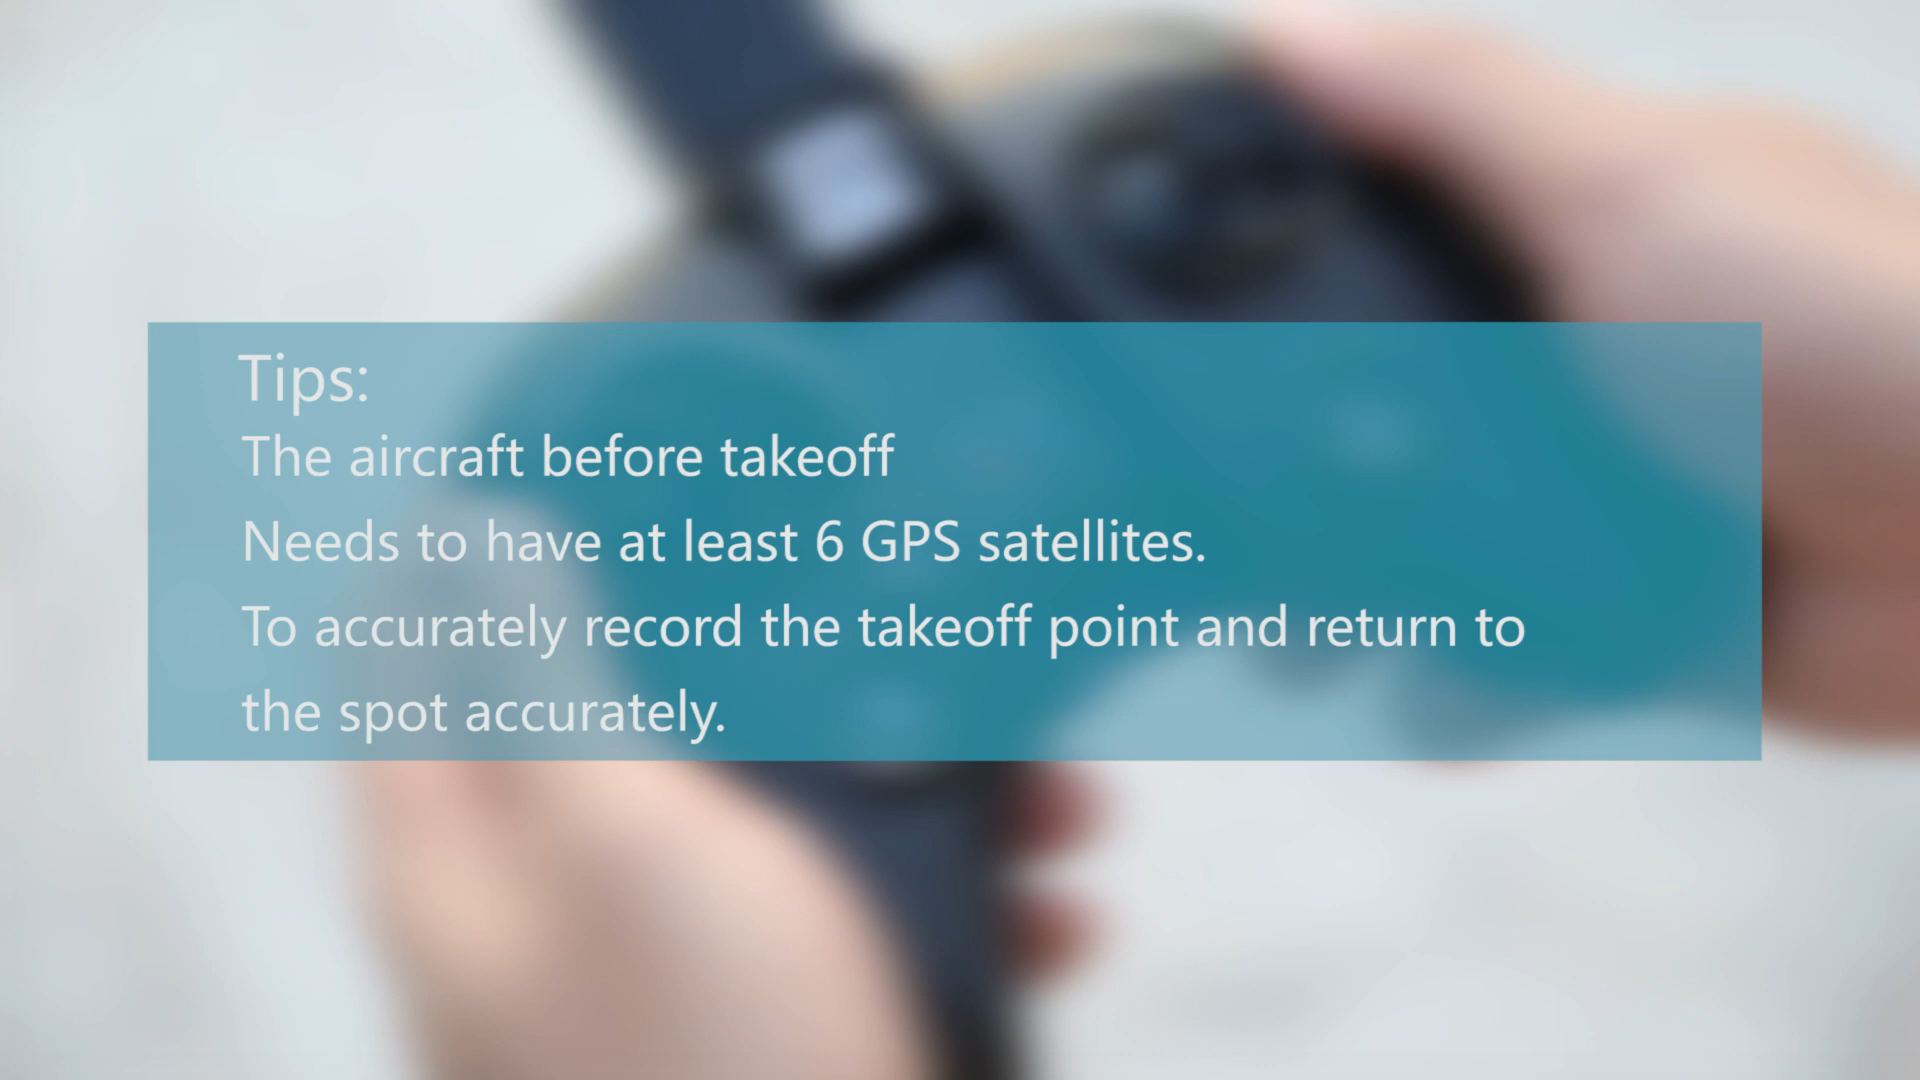 Tips:
The aircraft before takeoff
Needs to have at least 6 GPS satellites.
To accurately record the takeoff point and return to
the spot accurately.